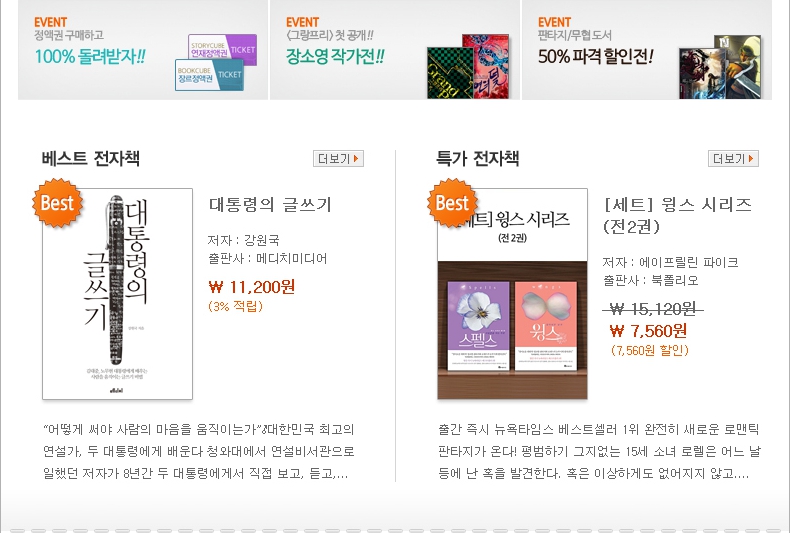 EVENT
정액권 구매하고
100% 돌려받자!!
STORYCUBE
연재정액권
TICKET
BOOKCUBE
장르정액권
TICKET
EVENT
<그랑프리> 첫 공개!!
장소영 작가전!!
EVENT
판타지/무협 도서
50% 파격 할인전!
베스트 전자책
더보기
Best
대통령의
글쓰기
대통령의 글쓰기
저자 : 강원국
출판사 : 메디치미디어
₩ 11,200원
(3% 적립)
“어떻게 써야 사람의 마음을 움직이는가”대한민국 최고의
연설가, 두 대통령에게 배운다 청와대에서 연설비서관으로
일했던 저자가 8년간 두 대통령에게서 직접 보고, 듣고,...
특가 전자책
더보기
Best
[세트] 윙스 시리즈
(전 2권)
스펠스
윙스
[세트] 윙스 시리즈
(전2권)
저자 : 에이프릴린 파이크
출판사 : 북폴리오
₩ 15,120원
₩ 7,560원
(7,560원 할인)
출간 즉시 뉴욕타임스 베스트셀러 1위 완전히 새로운 로맨틱
판타지가 온다! 평범하기 그지없는 15세 소녀 로렐은 어느 날
등에 난 혹을 발견한다. 혹은 이상하게도 없어지지 않고....